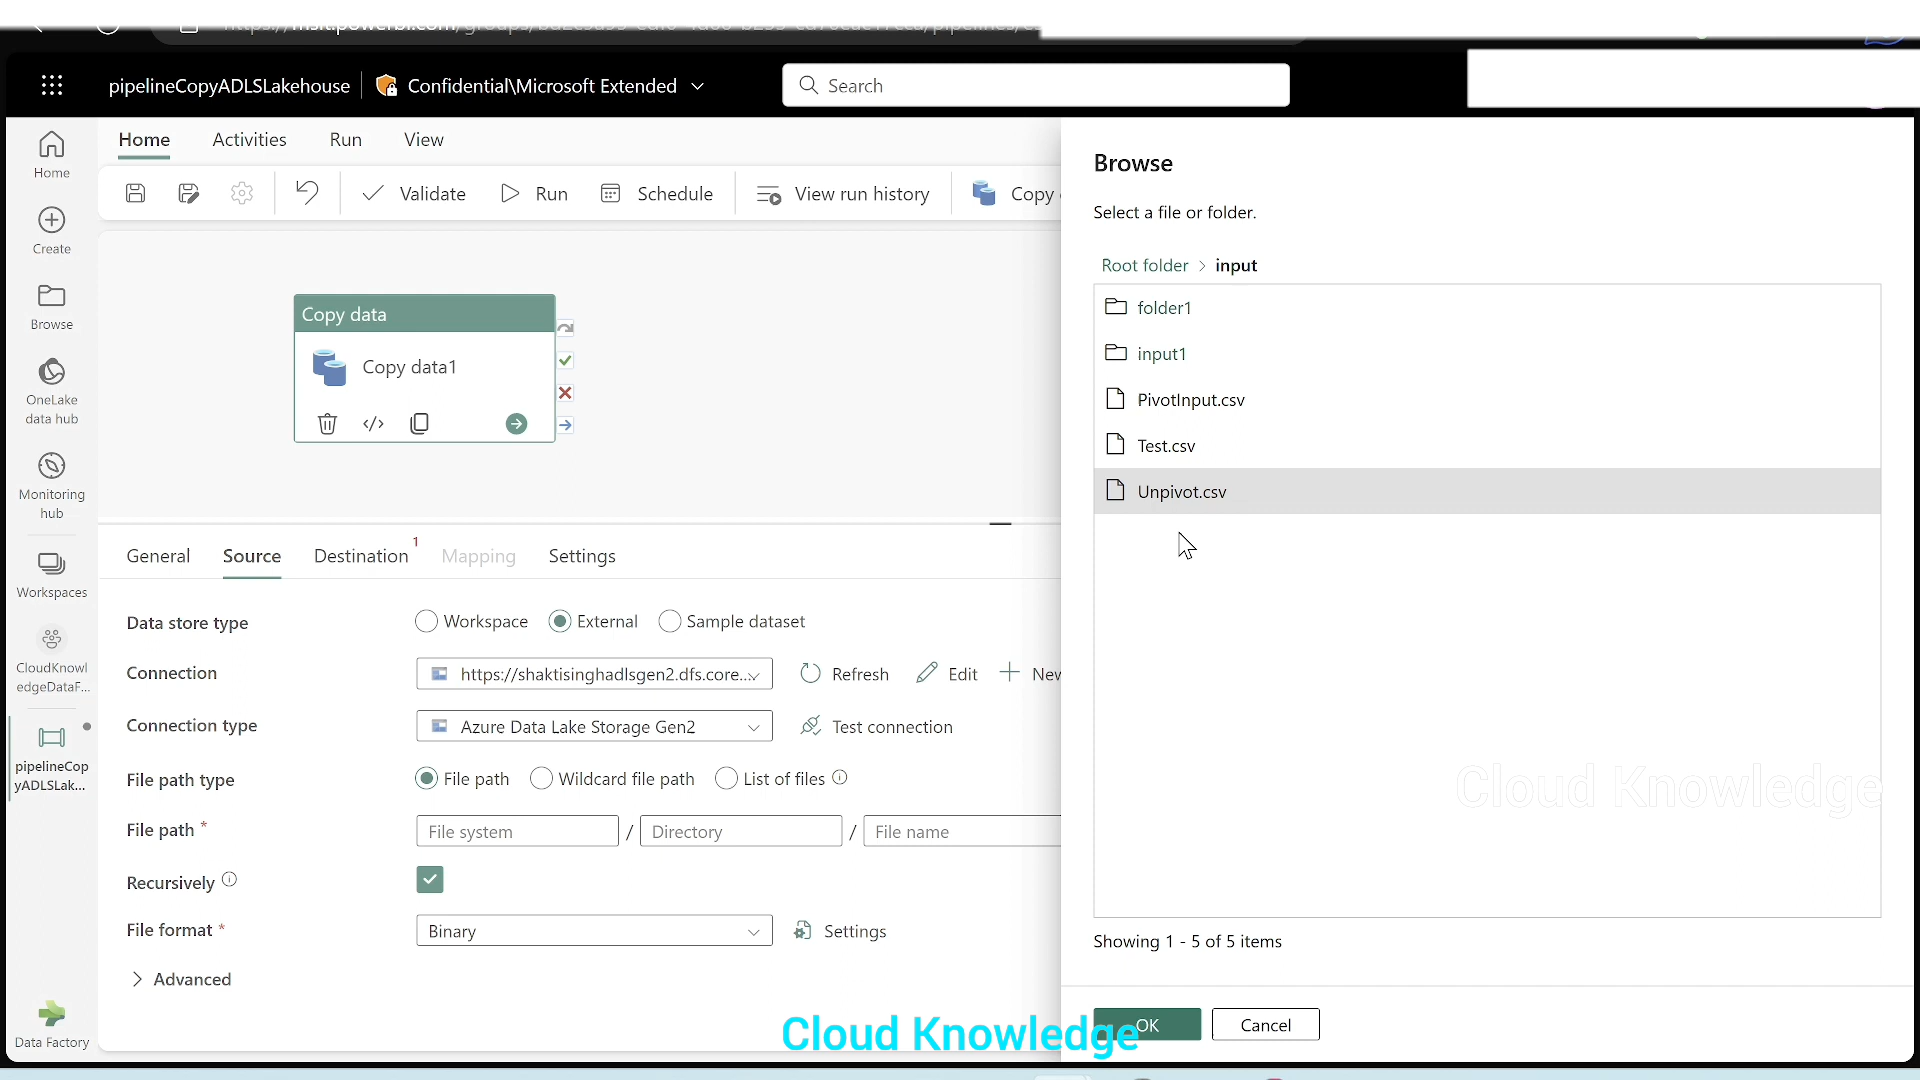 pipelineCopyADLSLakehouse
Confidential\Microsoft Extended
Search
Home
Create
Browse
OneLake
data hub
Monitoring
hub
Workspaces
CloudKnowl
edgeDataF...
pipelineCop
yADLSLak...
Data Factory
Home Activities Run View
Validate Run Schedule View run history Copy
Copy data
Copy data1
General Source Destination 1 Mapping Settings
Data store type Workspace External Sample dataset
Connection https://shaktisinghadlsgen2.dfs.core... Refresh Edit New
Connection type Azure Data Lake Storage Gen2 Test connection
File path type File path Wildcard file path List of files
File path * File system / Directory / File name
Recursively
File format * Binary Settings
Advanced
Browse
Select a file or folder.
Root folder > input
folder1
input1
PivotInput.csv
Test.csv
Unpivot.csv
Cloud Knowledge
Showing 1 - 5 of 5 items
OK Cancel
Cloud Knowledge